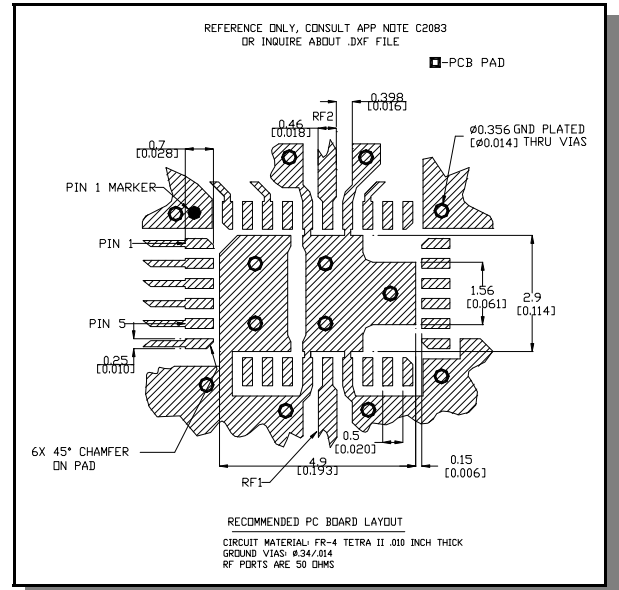 REFERENCE ONLY, CONSULT APP NOTE C2083
OR INQUIRE ABOUT .DXF FILE
-PCB PAD
0.398
[0.016]
RF2
0.46
[0.018]
Ø0.356 GND PLATED
[Ø0.014] THRU VIAS
0.7
[0.028]
PIN 1 MARKER
PIN 1
1.56
[0.061]
2.9
[0.114]
PIN 5
0.25
[0.010]
6X 45° CHAMFER
ON PAD
0.5
[0.020]
4.9
[0.193]
0.15
[0.006]
RF1
RECOMMENDED PC BOARD LAYOUT
CIRCUIT MATERIAL: FR-4 TETRA II .010 INCH THICK
GROUND VIAS: Ø.34/.014
RF PORTS ARE 50 OHMS